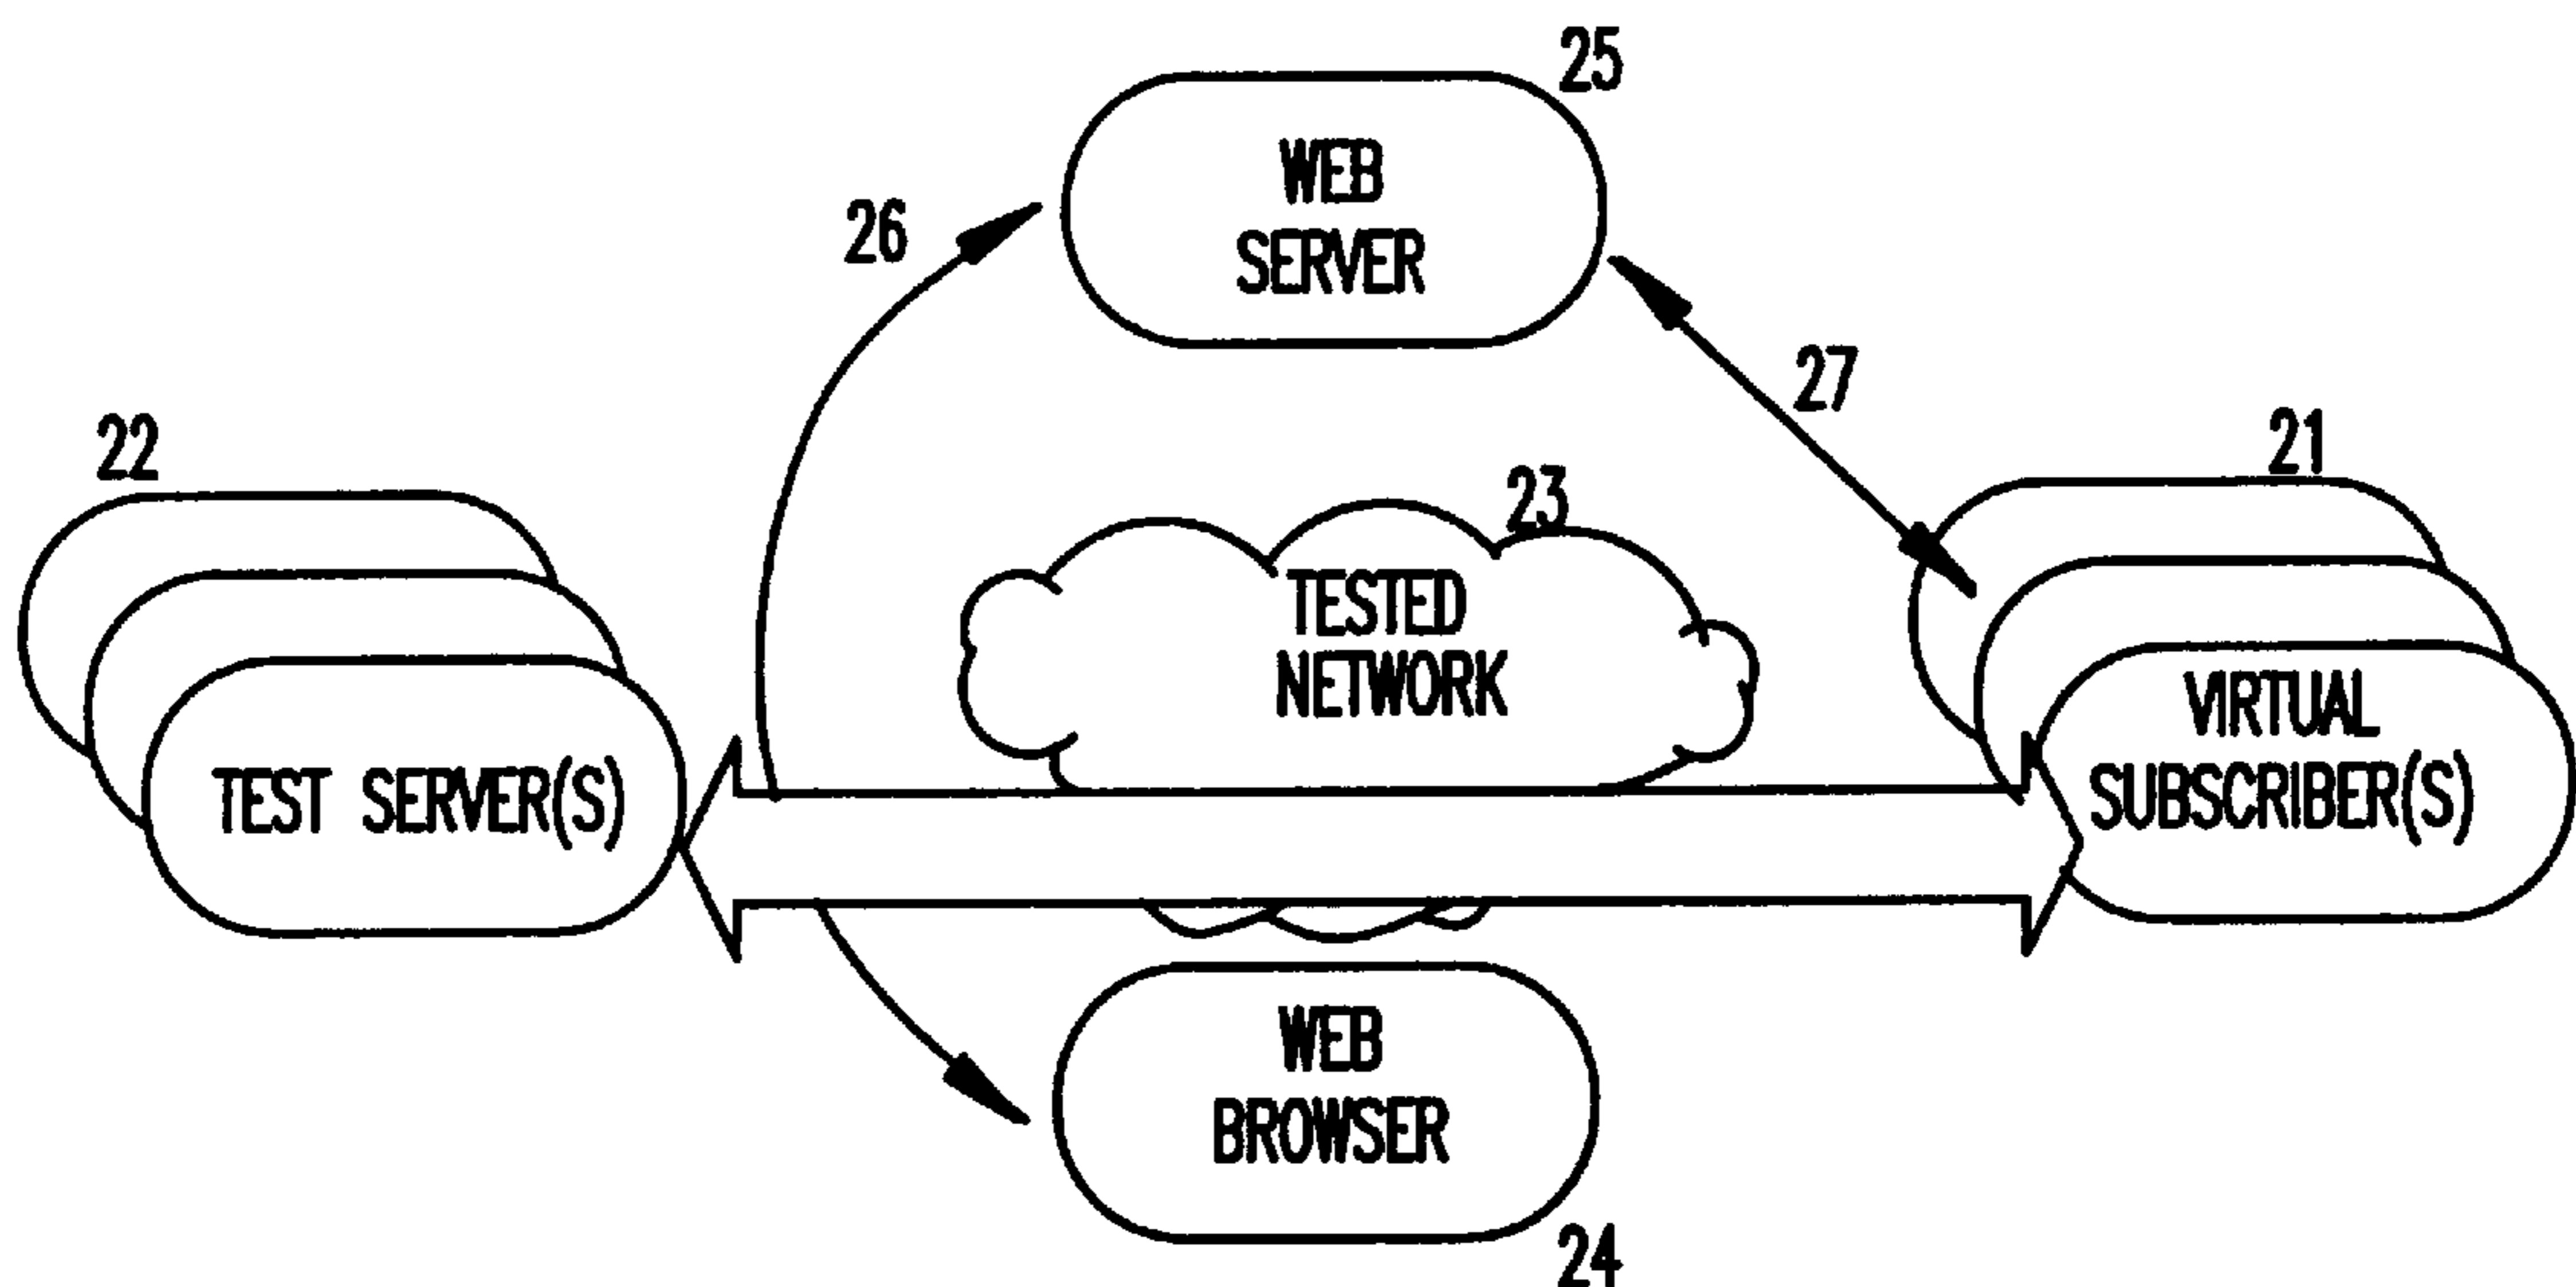 25
WEB
SERVER
26
27
22
21
23
TESTED
NETWORK
VIRTUAL
SUBSCRIBER(S)
TEST SERVER(S)
WEB
BROWSER
24